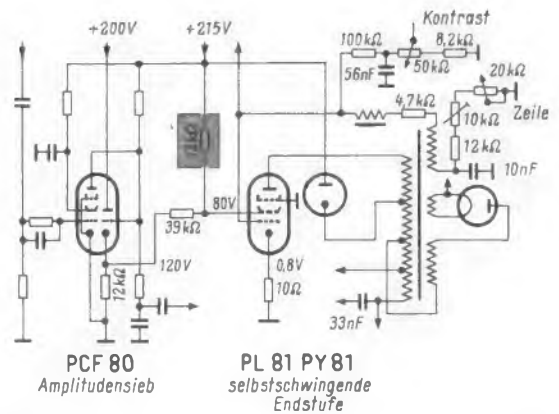 Kontrast
+200V
+215V
100kΩ
8,2kΩ
50kΩ
56nF
20kΩ
Zeile
4,7kΩ
10kΩ
12kΩ
10nF
80V
39kΩ
120V
0,8V
12kΩ
10Ω
33nF
PCF 80
Amplitudensieb
PL 81 PY 81
selbstschwingende
Endstufe